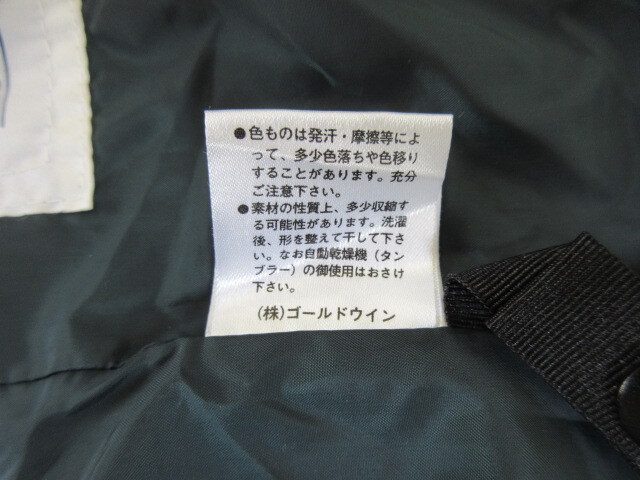 ●色ものは発汗・摩擦等によ
って、多少色落ちや色移り
することがあります。充分
ご注意下さい。
●素材の性質上、多少収縮す
る可能性があります。洗濯
後、形を整えて干して下さ
い。なお自動乾燥機（タン
ブラー）の御使用はおさけ
下さい。
（株）ゴールドウイン